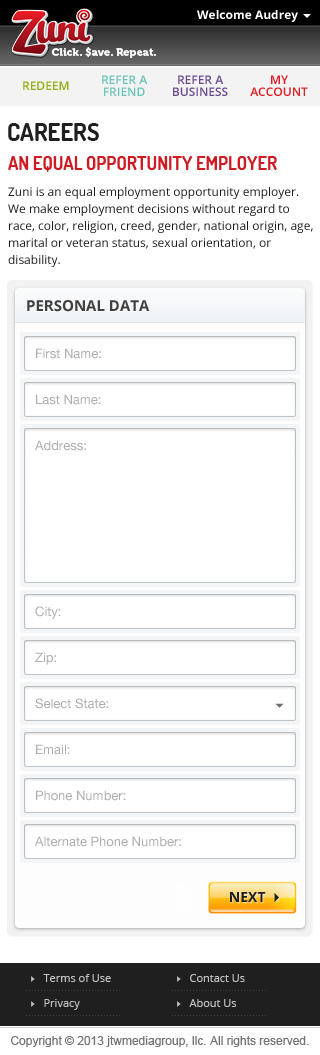 Zuni
Click. $ave. Repeat.
Welcome Audrey
REDEEM
REFER A
FRIEND
REFER A
BUSINESS
MY
ACCOUNT
CAREERS
AN EQUAL OPPORTUNITY EMPLOYER
Zuni is an equal employment opportunity employer.
We make employment decisions without regard to
race, color, religion, creed, gender, national origin, age,
marital or veteran status, sexual orientation, or
disability.
PERSONAL DATA
First Name:
Last Name:
Address:
City:
Zip:
Select State:
Email:
Phone Number:
Alternate Phone Number:
NEXT
Terms of Use
Contact Us
Privacy
About Us
Copyright © 2013 jtwmediagroup, llc. All rights reserved.